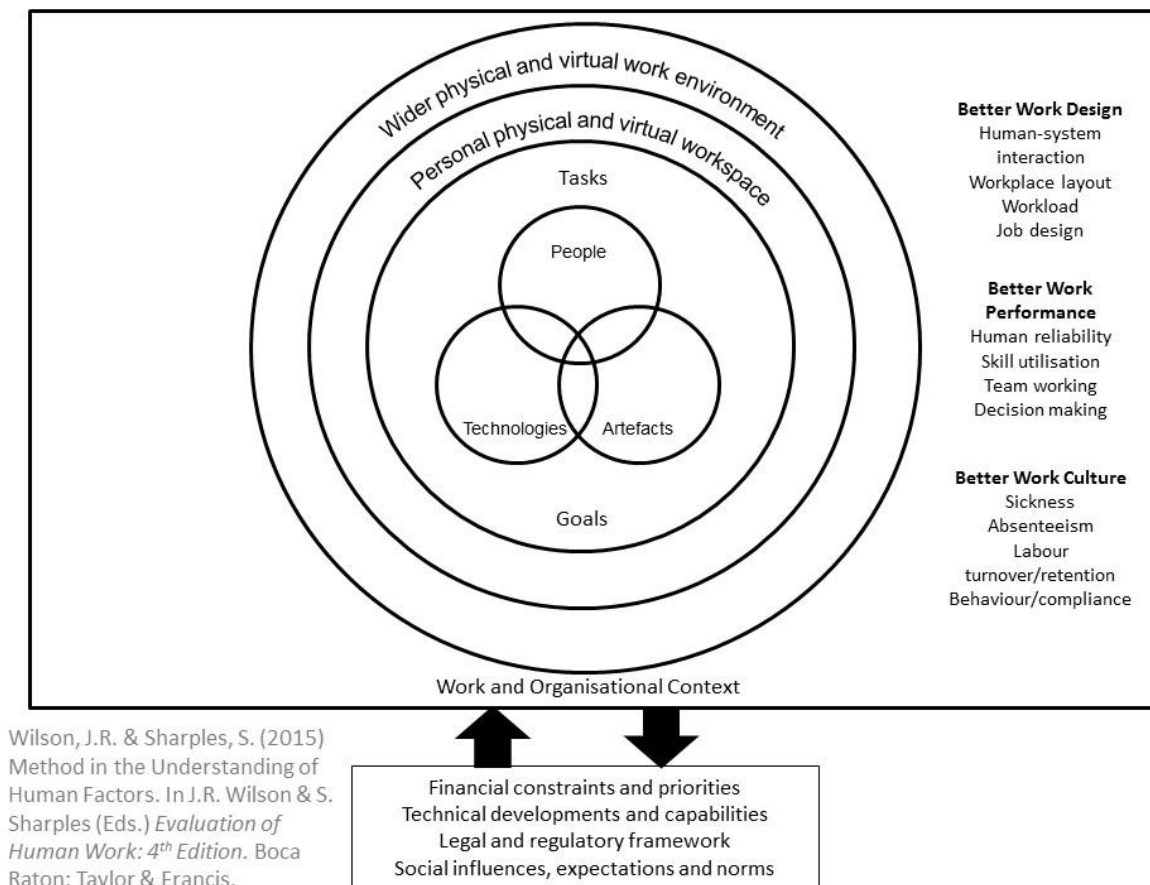 Wider physical and virtual work environment
Personal physical and virtual workspace
Tasks
People
Technologies
Artefacts
Goals
Work and Organisational Context
Better Work Design
Human-system
interaction
Workplace layout
Workload
Job design
Better Work
Performance
Human reliability
Skill utilisation
Team working
Decision making
Better Work Culture
Sickness
Absenteeism
Labour
turnover/retention
Behaviour/compliance
Wilson, J.R. & Sharples, S. (2015)
Method in the Understanding of
Human Factors. In J.R. Wilson & S.
Sharples (Eds.) Evaluation of
Human Work: 4th Edition. Boca
Raton: Taylor & Francis.
Financial constraints and priorities
Technical developments and capabilities
Legal and regulatory framework
Social influences, expectations and norms